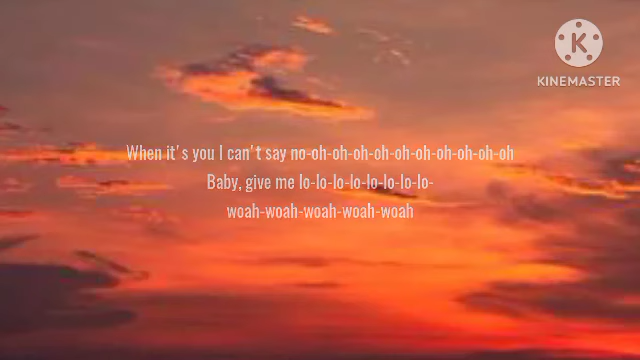 KINEMASTER
When it's you I can't say no-oh-oh-oh-oh-oh-oh-oh-oh-oh-oh
Baby, give me lo-lo-lo-lo-lo-lo-lo-lo-
woah-woah-woah-woah-woah